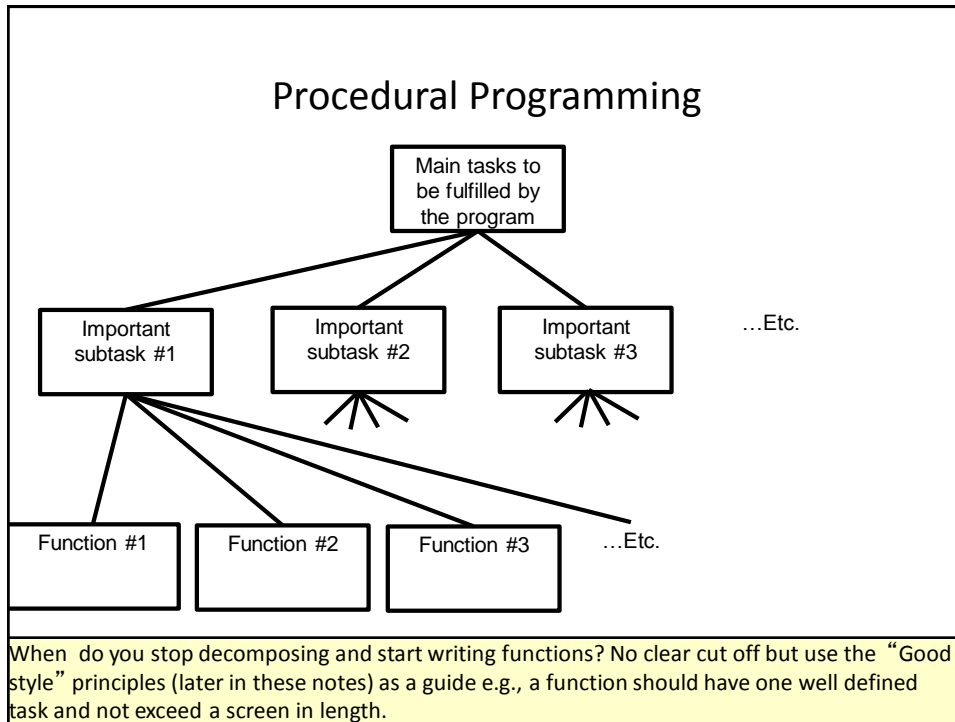 Procedural Programming
Main tasks to
be fulfilled by
the program
Important
subtask #1
Important
subtask #2
Important
subtask #3
…Etc.
Function #1
Function #2
Function #3
…Etc.
When do you stop decomposing and start writing functions? No clear cut off but use the “Good
style” principles (later in these notes) as a guide e.g., a function should have one well defined
task and not exceed a screen in length.